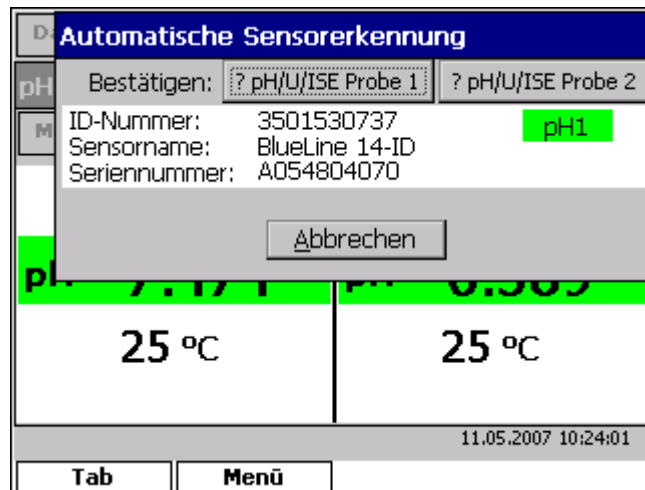 Automatische Sensorerkennung
Bestätigen: ? pH/U/ISE Probe 1 ? pH/U/ISE Probe 2
ID-Nummer: 3501530737 pH1
Sensorname: BlueLine 14-ID
Seriennummer: A054804070
Abbrechen
25 °C 25 °C
11.05.2007 10:24:01
Tab Menü